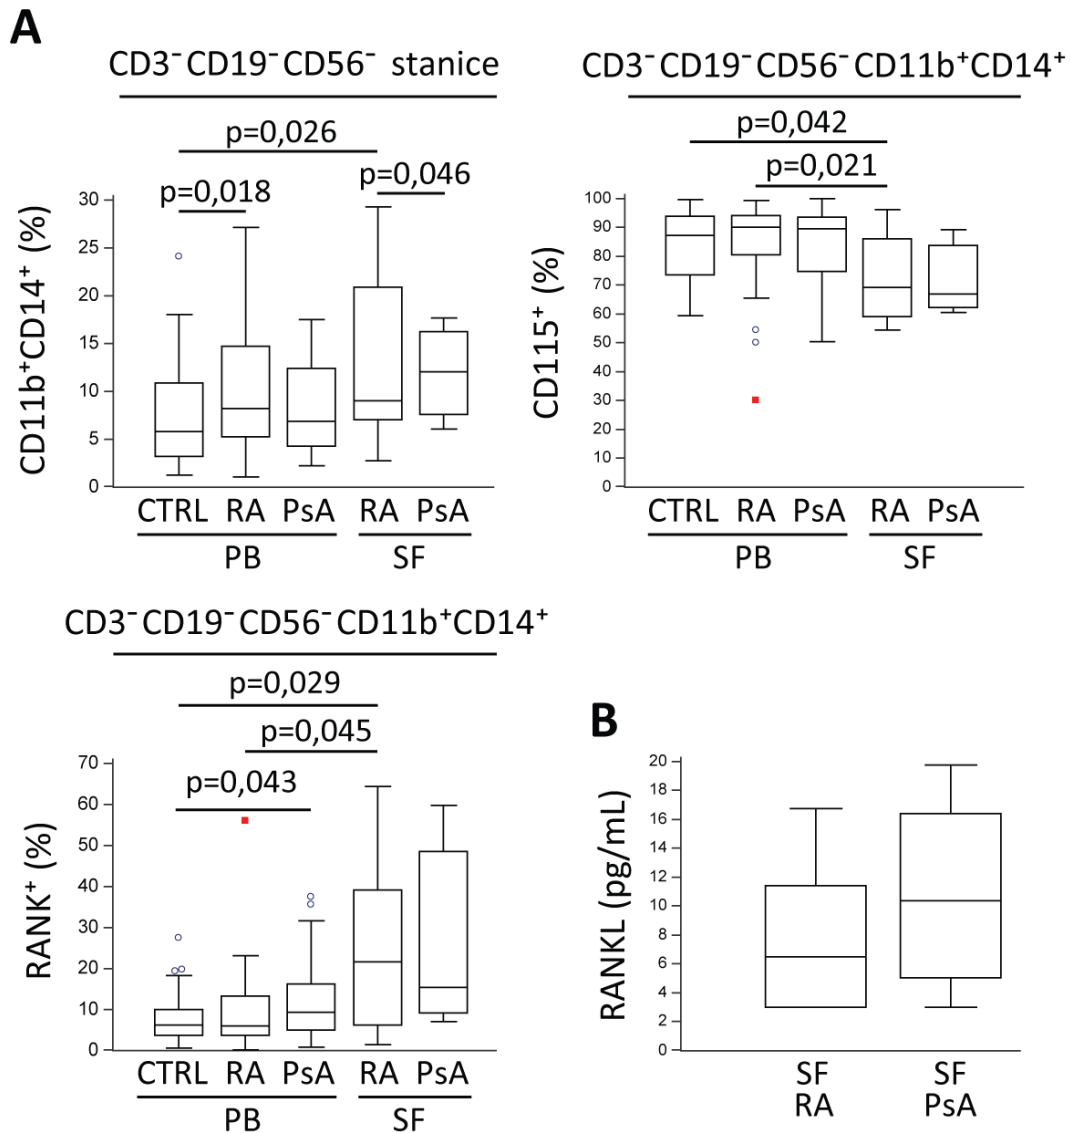 A
CD3⁻CD19⁻CD56⁻ stanice
p=0,026
p=0,018
p=0,046
CD11b⁺CD14⁺ (%)
30
25
20
15
10
5
0
CTRL RA PsA RA PsA
PB SF
CD3⁻CD19⁻CD56⁻CD11b⁺CD14⁺
p=0,042
p=0,021
CD115⁺ (%)
100
90
80
70
60
50
40
30
20
10
0
CTRL RA PsA RA PsA
PB SF
CD3⁻CD19⁻CD56⁻CD11b⁺CD14⁺
p=0,029
p=0,045
p=0,043
RANK⁺ (%)
70
60
50
40
30
20
10
0
CTRL RA PsA RA PsA
PB SF
B
RANKL (pg/mL)
20
18
16
14
12
10
8
6
4
2
0
SF SF
RA PsA